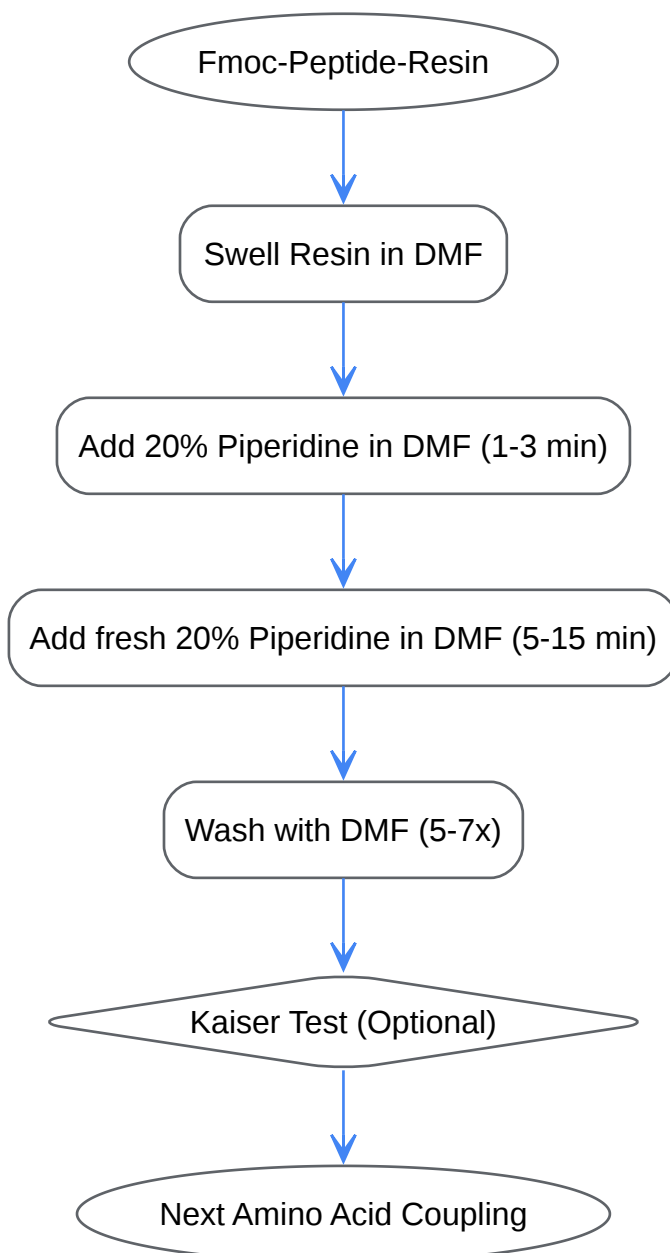 Fmoc-Peptide-Resin
Swell Resin in DMF
Add 20% Piperidine in DMF (1-3 min)
Add fresh 20% Piperidine in DMF (5-15 min)
Wash with DMF (5-7x)
Kaiser Test (Optional)
Next Amino Acid Coupling